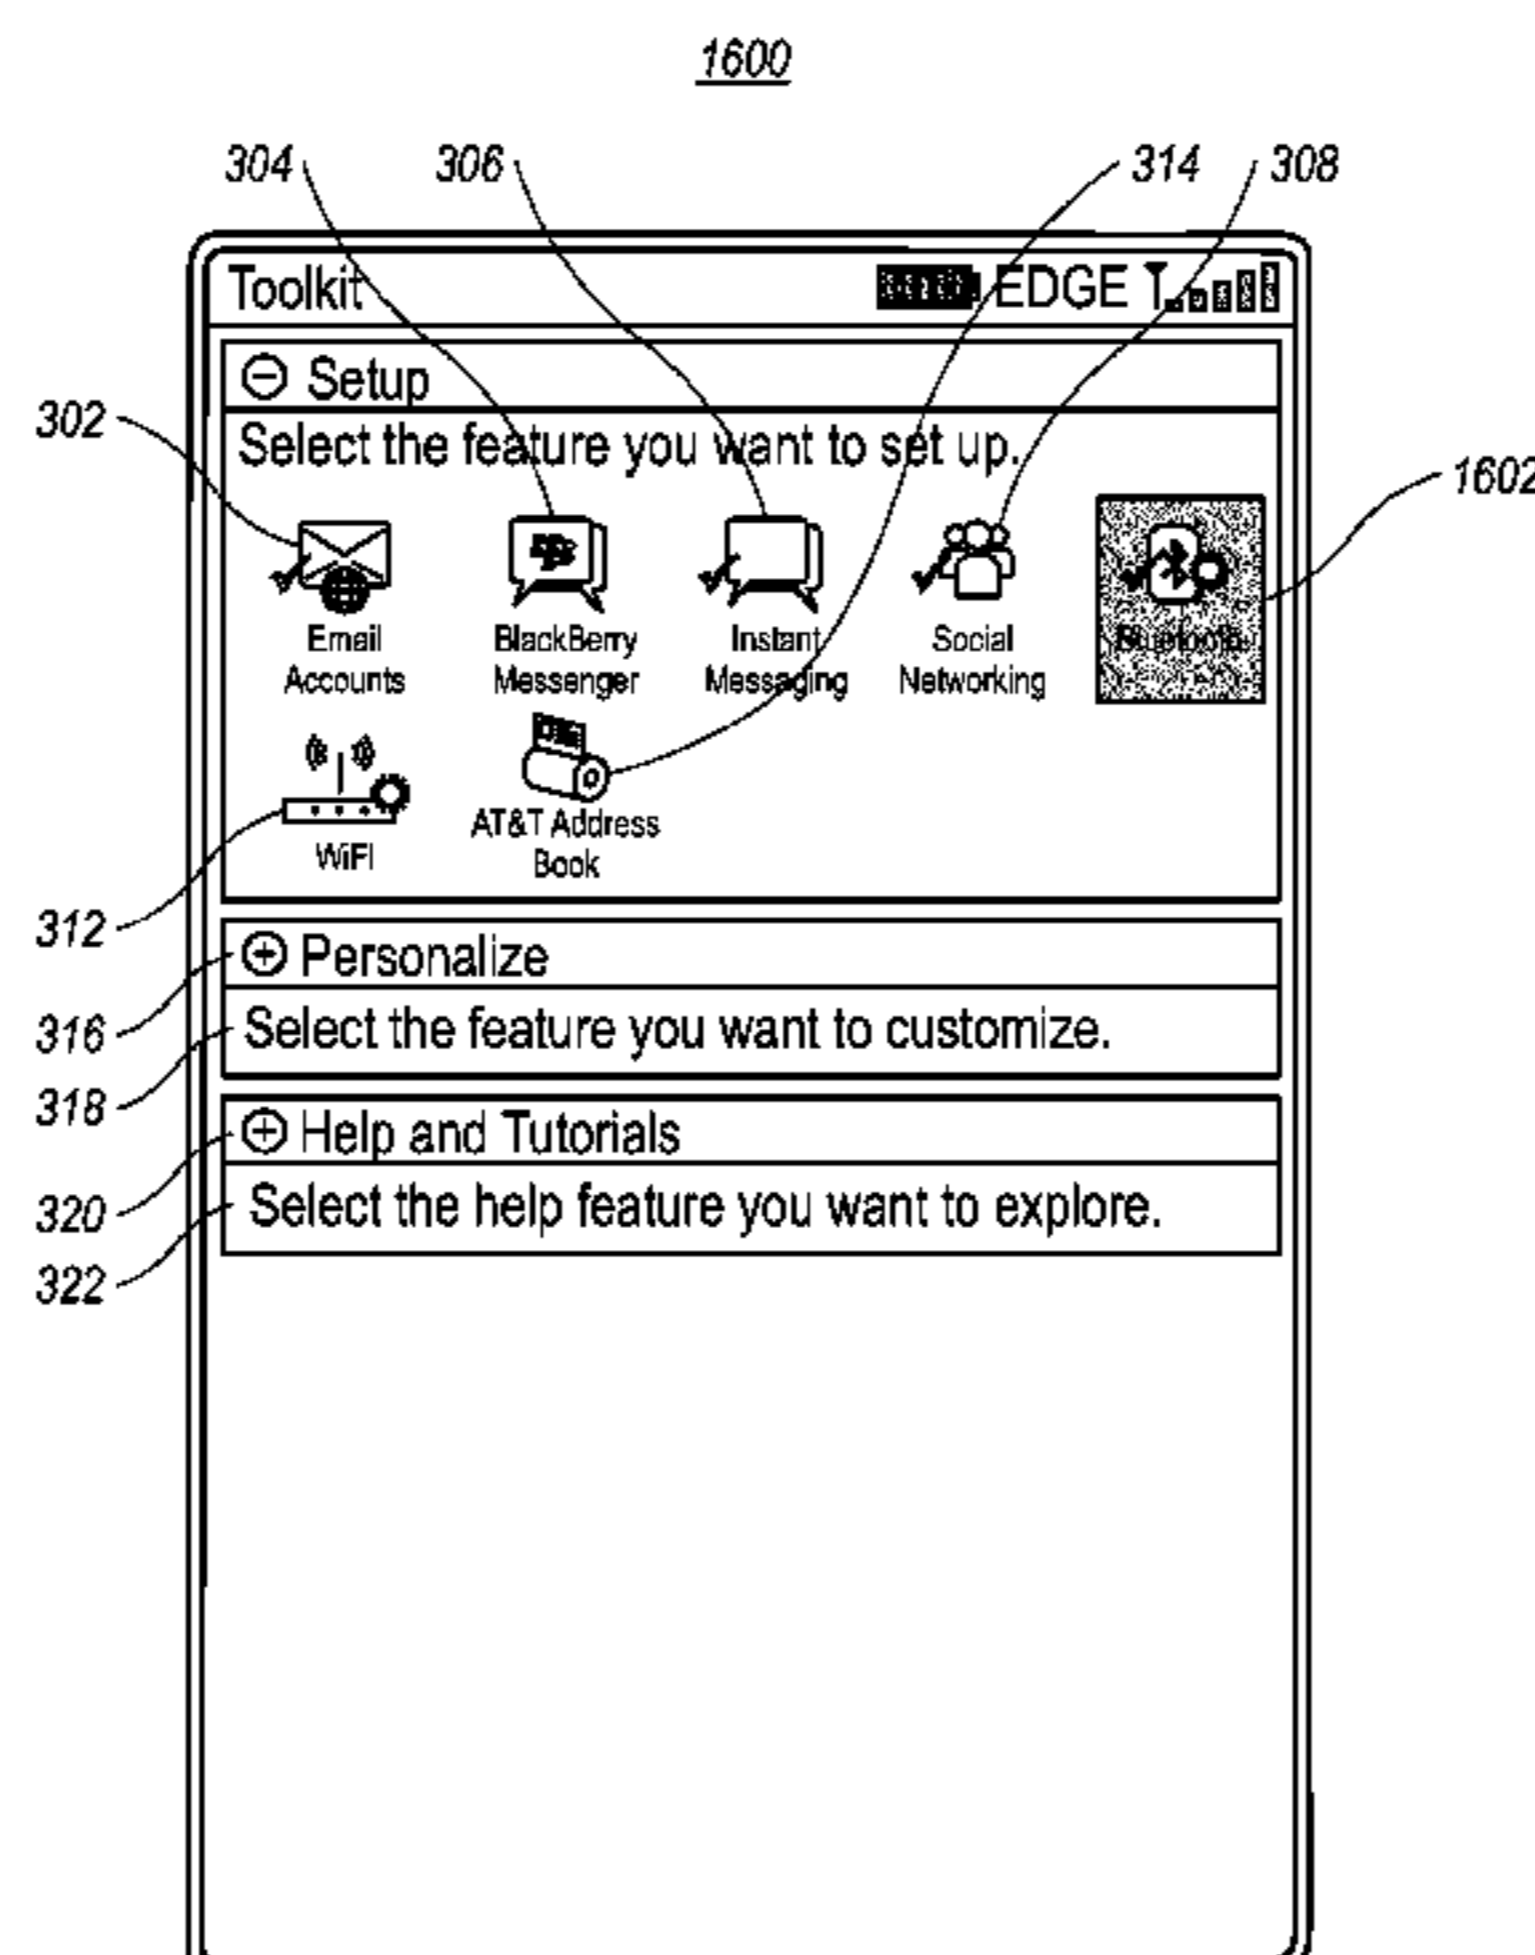 1600
304 306 314 308
Toolkit EDGE
Setup
302
Select the feature you want to set up.
1602
Email Accounts
BlackBerry Messenger
Instant Messaging
Social Networking
Bluetooth
WiFi
AT&T Address Book
312
Personalize
316
Select the feature you want to customize.
318
Help and Tutorials
320
Select the help feature you want to explore.
322